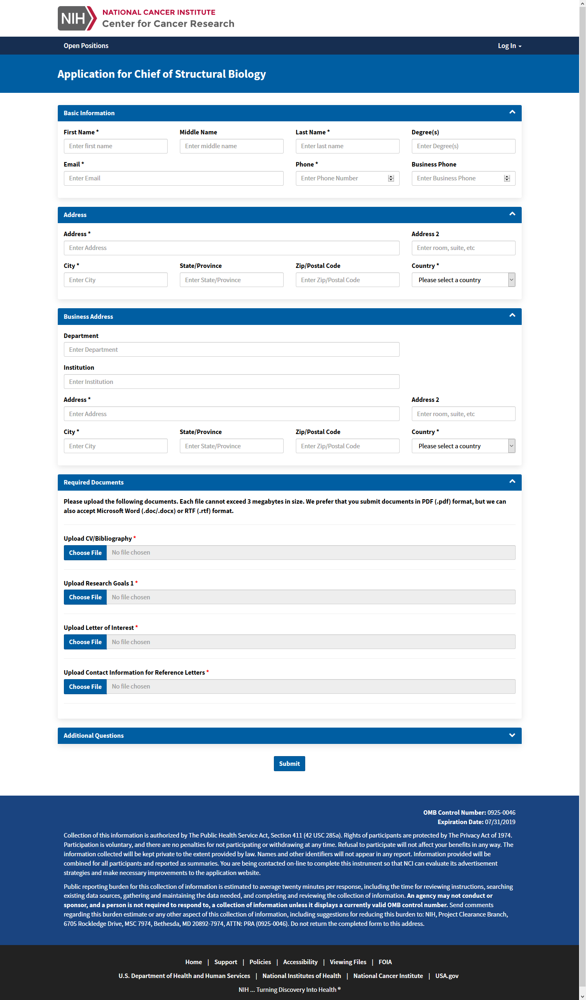 NIH NATIONAL CANCER INSTITUTE
Center for Cancer Research
Open Positions Log In
Application for Chief of Structural Biology
Basic Information
First Name * Middle Name Last Name * Degree(s)
Enter first name Enter middle name Enter last name Enter Degree(s)
Email * Phone * Business Phone
Enter Email Enter Phone Number Enter Business Phone
Address
Address * Address 2
Enter Address Enter room, suite, etc
City * State/Province Zip/Postal Code Country *
Enter City Enter State/Province Enter Zip/Postal Code Please select a country
Business Address
Department
Enter Department
Institution
Enter Institution
Address * Address 2
Enter Address Enter room, suite, etc
City * State/Province Zip/Postal Code Country *
Enter City Enter State/Province Enter Zip/Postal Code Please select a country
Required Documents
Please upload the following documents. Each file cannot exceed 3 megabytes in size. We prefer that you submit documents in PDF (.pdf) format, but we can
also accept Microsoft Word (.doc/.docx) or RTF (.rtf) format.
Upload CV/Bibliography *
Choose File No file chosen
Upload Research Goals 1 *
Choose File No file chosen
Upload Letter of Interest *
Choose File No file chosen
Upload Contact Information for Reference Letters *
Choose File No file chosen
Additional Questions
Submit
OMB Control Number: 0925-0046
Expiration Date: 07/31/2019
Collection of this information is authorized by The Public Health Service Act, Section 411 (42 USC 285a). Rights of participants are protected by The Privacy Act of 1974.
Participation is voluntary, and there are no penalties for not participating or withdrawing at any time. Refusal to participate will not affect your benefits in any way. The
information collected will be kept private to the extent provided by law. Names and other identifiers will not appear in any report. Information provided will be
combined for all participants and reported as summaries. You are being contacted on-line to complete this instrument so that NCI can evaluate its advertisement
strategies and make necessary improvements to the application website.
Public reporting burden for this collection of information is estimated to average twenty minutes per response, including the time for reviewing instructions, searching
existing data sources, gathering and maintaining the data needed, and completing and reviewing the collection of information. An agency may not conduct or
sponsor, and a person is not required to respond to, a collection of information unless it displays a currently valid OMB control number. Send comments
regarding this burden estimate or any other aspect of this collection of information, including suggestions for reducing this burden to: NIH, Project Clearance Branch,
6705 Rockledge Drive, MSC 7974, Bethesda, MD 20892-7974, ATTN: PRA (0925-0046). Do not return the completed form to this address.
Home | Support | Policies | Accessibility | Viewing Files | FOIA
U.S. Department of Health and Human Services | National Institutes of Health | National Cancer Institute | USA.gov
NIH ... Turning Discovery Into Health ®